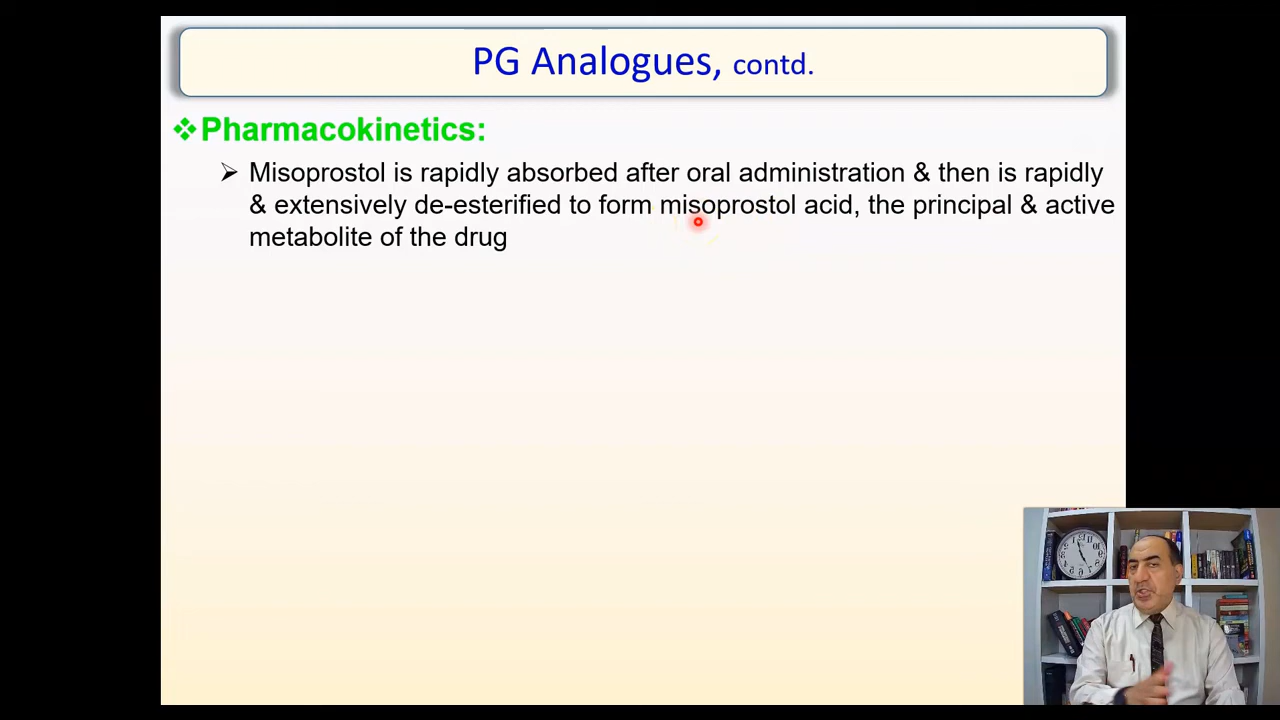 PG Analogues, contd.
❖Pharmacokinetics:
➢ Misoprostol is rapidly absorbed after oral administration & then is rapidly
& extensively de-esterified to form misoprostol acid, the principal & active
metabolite of the drug